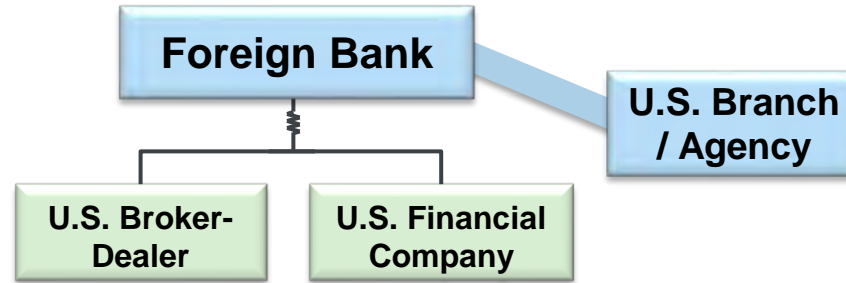 Foreign Bank
U.S. Branch
/ Agency
U.S. Broker-
Dealer
U.S. Financial
Company